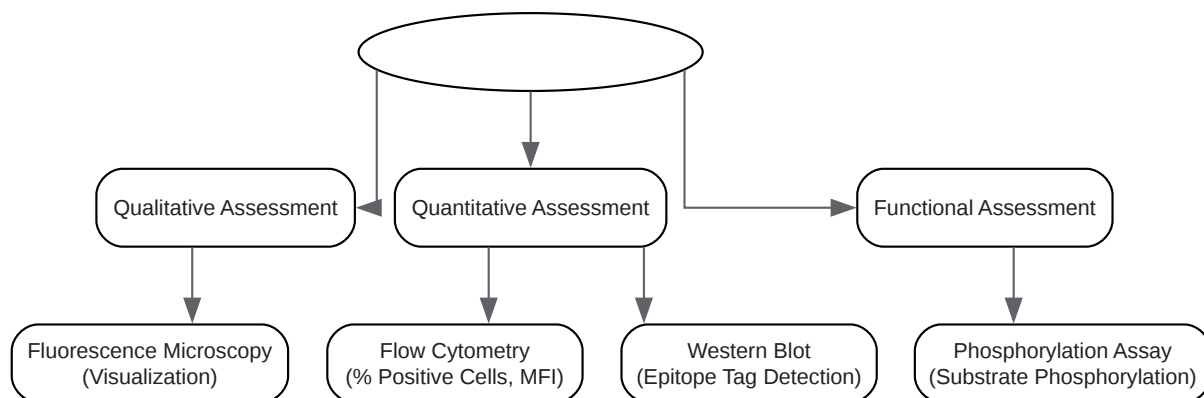 Qualitative Assessment
Quantitative Assessment
Functional Assessment
Fluorescence Microscopy
(Visualization)
Flow Cytometry
(% Positive Cells, MFI)
Western Blot
(Epitope Tag Detection)
Phosphorylation Assay
(Substrate Phosphorylation)